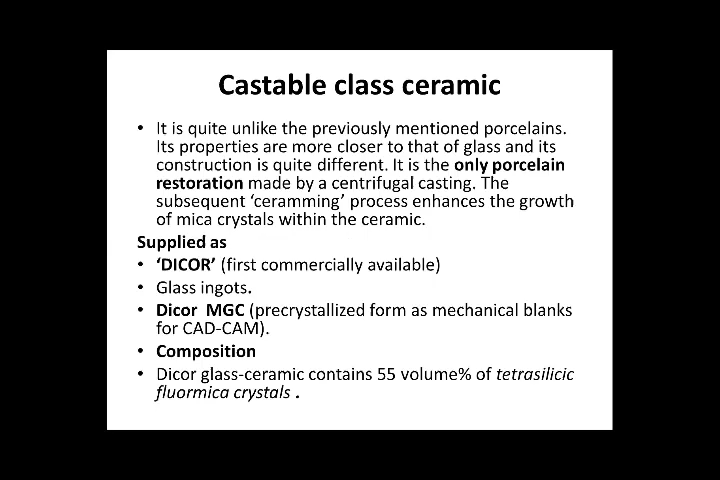 Castable class ceramic
• It is quite unlike the previously mentioned porcelains.
Its properties are more closer to that of glass and its
construction is quite different. It is the only porcelain
restoration made by a centrifugal casting. The
subsequent ‘ceramming’ process enhances the growth
of mica crystals within the ceramic.
Supplied as
• ‘DICOR’ (first commercially available)
• Glass ingots.
• Dicor MGC (precrystallized form as mechanical blanks
for CAD-CAM).
• Composition
• Dicor glass-ceramic contains 55 volume% of tetrasilicic
fluormica crystals .